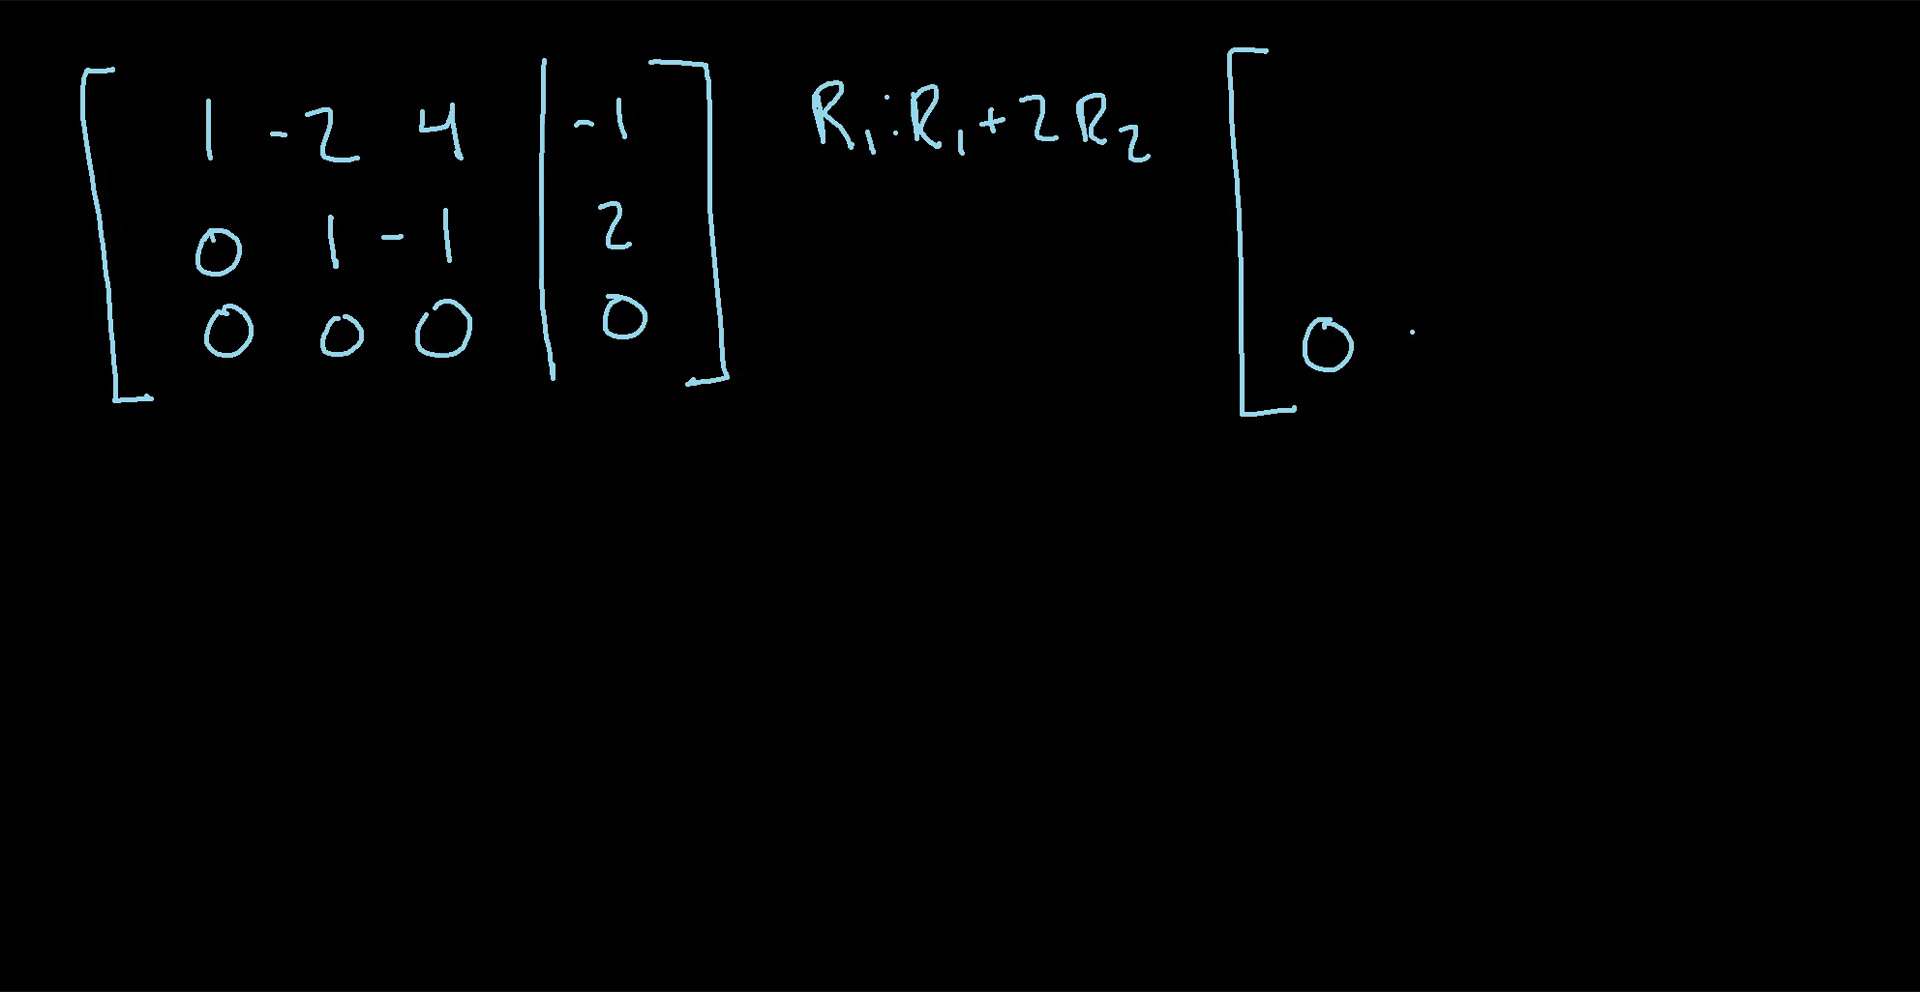 [ 1 -2 4 | -1 ] R₁:R₁+2R₂ [
0 1 -1 | 2
0 0 0 | 0 0 .